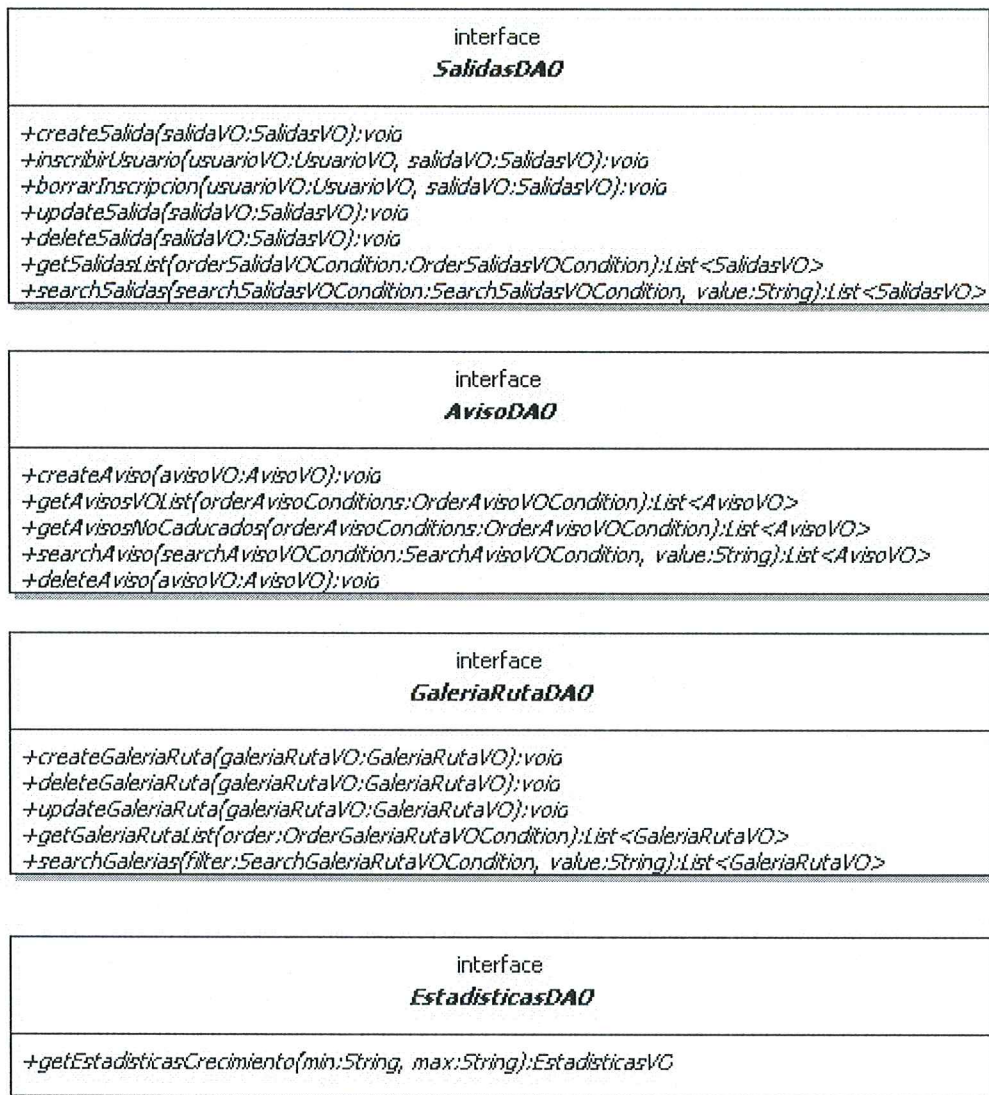 interface
SalidasDAO
+createSalida(salidaVO:SalidasVO):void
+inscribirUsuario(usuarioVO:UsuarioVO, salidaVO:SalidasVO):void
+borrarInscripcion(usuarioVO:UsuarioVO, salidaVO:SalidasVO):void
+updateSalida(salidaVO:SalidasVO):void
+deleteSalida(salidaVO:SalidasVO):void
+getSalidasList(orderSalidaVOCondition:OrderSalidasVOCondition):List<SalidasVO>
+searchSalidas(searchSalidasVOCondition:SearchSalidasVOCondition, value:String):List<SalidasVO>
interface
AvisoDAO
+createAviso(avisoVO:AvisoVO):void
+getAvisosVOList(orderAvisoConditions:OrderAvisoVOCondition):List<AvisoVO>
+getAvisosNoCaducados(orderAvisoConditions:OrderAvisoVOCondition):List<AvisoVO>
+searchAviso(searchAvisoVOCondition:SearchAvisoVOCondition, value:String):List<AvisoVO>
+deleteAviso(avisoVO:AvisoVO):void
interface
GaleriaRutaDAO
+createGaleriaRuta(galeriaRutaVO:GaleriaRutaVO):void
+deleteGaleriaRuta(galeriaRutaVO:GaleriaRutaVO):void
+updateGaleriaRuta(galeriaRutaVO:GaleriaRutaVO):void
+getGaleriaRutaList(order:OrderGaleriaRutaVOCondition):List<GaleriaRutaVO>
+searchGalerias(filter:SearchGaleriaRutaVOCondition, value:String):List<GaleriaRutaVO>
interface
EstadisticasDAO
+getEstadisticasCrecimiento(min:String, max:String):EstadisticasVO